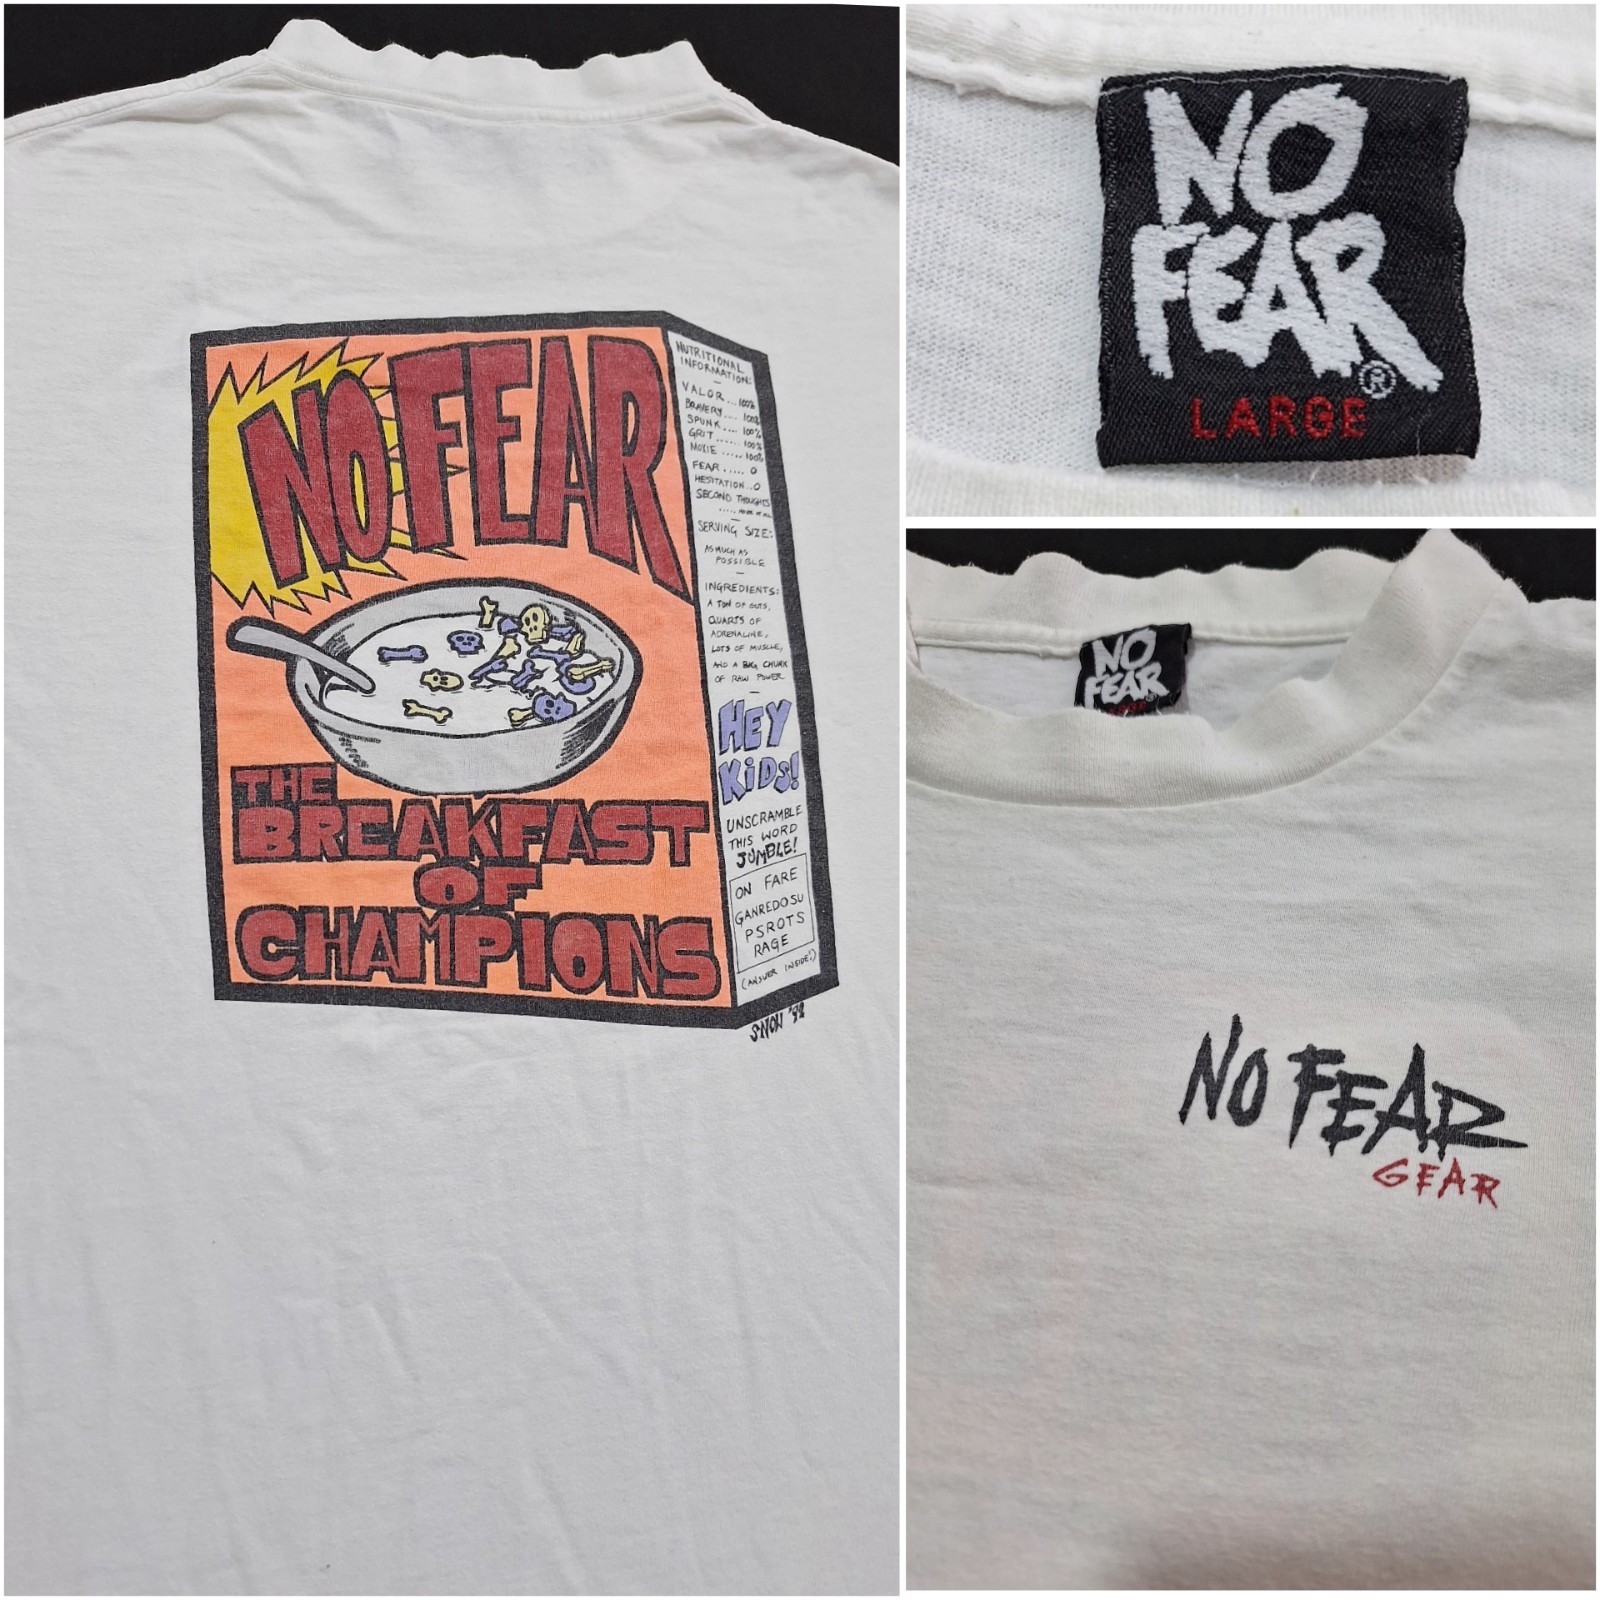 NO FEAR
THE
BREAKFAST
OF
CHAMPIONS
NUTRITIONAL
INFORMATION:
VALOR...100%
BRAVERY....100%
SPUNK....100%
GRIT......100%
MOXIE.....100%
FEAR.....0
HESITATION..0
SECOND THOUGHTS
SERVING SIZE:
AS MUCH AS
POSSIBLE
INGREDIENTS:
A TON OF GUTS,
QUARTS OF
ADRENALINE,
LOTS OF MUSCLE,
AND A BIG CHUNK
OF RAW POWER
HEY
KiDS!
UNSCRAMBLE
THIS WORD
JUMBLE!
ON FARE
GANREDOSU
PSROTS
RAGE
(ANSWER INSIDE!)
SNOW
NO
FEAR®
LARGE
NO
FEAR
NO FEAR
GEAR